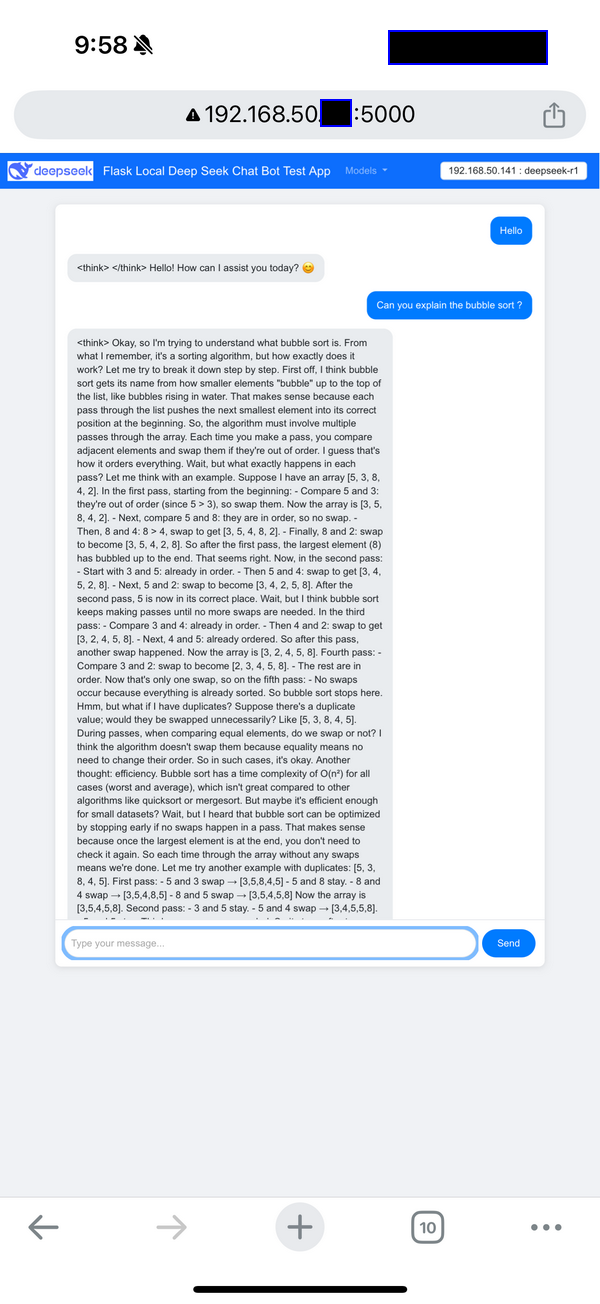 9:58
192.168.50. :5000
deepseek Flask Local Deep Seek Chat Bot Test App Models 192.168.50.141 : deepseek-r1
Hello
<think> </think> Hello! How can I assist you today? 😊
Can you explain the bubble sort ?
<think> Okay, so I'm trying to understand what bubble sort is. From
what I remember, it's a sorting algorithm, but how exactly does it
work? Let me try to break it down step by step. First off, I think bubble
sort gets its name from how smaller elements "bubble" up to the top of
the list, like bubbles rising in water. That makes sense because each
pass through the list pushes the next smallest element into its correct
position at the beginning. So, the algorithm must involve multiple
passes through the array. Each time you make a pass, you compare
adjacent elements and swap them if they're out of order. I guess that's
how it orders everything. Wait, but what exactly happens in each
pass? Let me think with an example. Suppose I have an array [5, 3, 8,
4, 2]. In the first pass, starting from the beginning: - Compare 5 and 3:
they're out of order (since 5 > 3), so swap them. Now the array is [3, 5,
8, 4, 2]. - Next, compare 5 and 8: they are in order, so no swap. -
Then, 8 and 4: 8 > 4, swap to get [3, 5, 4, 8, 2]. - Finally, 8 and 2: swap
to become [3, 5, 4, 2, 8]. So after the first pass, the largest element (8)
has bubbled up to the end. That seems right. Now, in the second pass:
- Start with 3 and 5: already in order. - Then 5 and 4: swap to get [3, 4,
5, 2, 8]. - Next, 5 and 2: swap to become [3, 4, 2, 5, 8]. After the
second pass, 5 is now in its correct place. Wait, but I think bubble sort
keeps making passes until no more swaps are needed. In the third
pass: - Compare 3 and 4: already in order. - Then 4 and 2: swap to get
[3, 2, 4, 5, 8]. - Next, 4 and 5: already ordered. So after this pass,
another swap happened. Now the array is [3, 2, 4, 5, 8]. Fourth pass: -
Compare 3 and 2: swap to become [2, 3, 4, 5, 8]. - The rest are in
order. Now that's only one swap, so on the fifth pass: - No swaps
occur because everything is already sorted. So bubble sort stops here.
Hmm, but what if I have duplicates? Suppose there's a duplicate
value; would they be swapped unnecessarily? Like [5, 3, 8, 4, 5].
During passes, when comparing equal elements, do we swap or not? I
think the algorithm doesn't swap them because equality means no
need to change their order. So in such cases, it's okay. Another
thought: efficiency. Bubble sort has a time complexity of O(n²) for all
cases (worst and average), which isn't great compared to other
algorithms like quicksort or mergesort. But maybe it's efficient enough
for small datasets? Wait, but I heard that bubble sort can be optimized
by stopping early if no swaps happen in a pass. That makes sense
because once the largest element is at the end, you don't need to
check it again. So each time through the array without any swaps
means we're done. Let me try another example with duplicates: [5, 3,
8, 4, 5]. First pass: - 5 and 3 swap → [3,5,8,4,5] - 5 and 8 stay. - 8 and
4 swap → [3,5,4,8,5] - 8 and 5 swap → [3,5,4,5,8] Now the array is
[3,5,4,5,8]. Second pass: - 3 and 5 stay. - 5 and 4 swap → [3,4,5,5,8].
Type your message...
Send
10